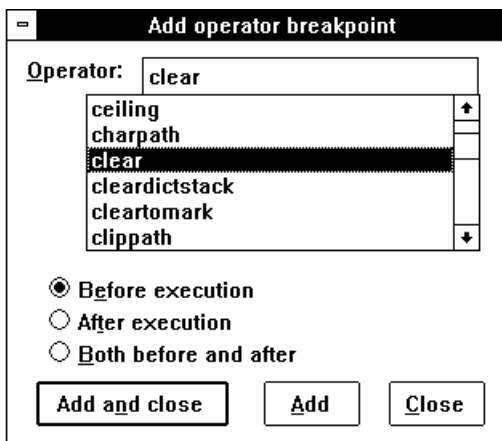 Add operator breakpoint
Operator: clear
ceiling
charpath
clear
cleardictstack
cleartomark
clippath
Before execution
After execution
Both before and after
Add and close Add Close